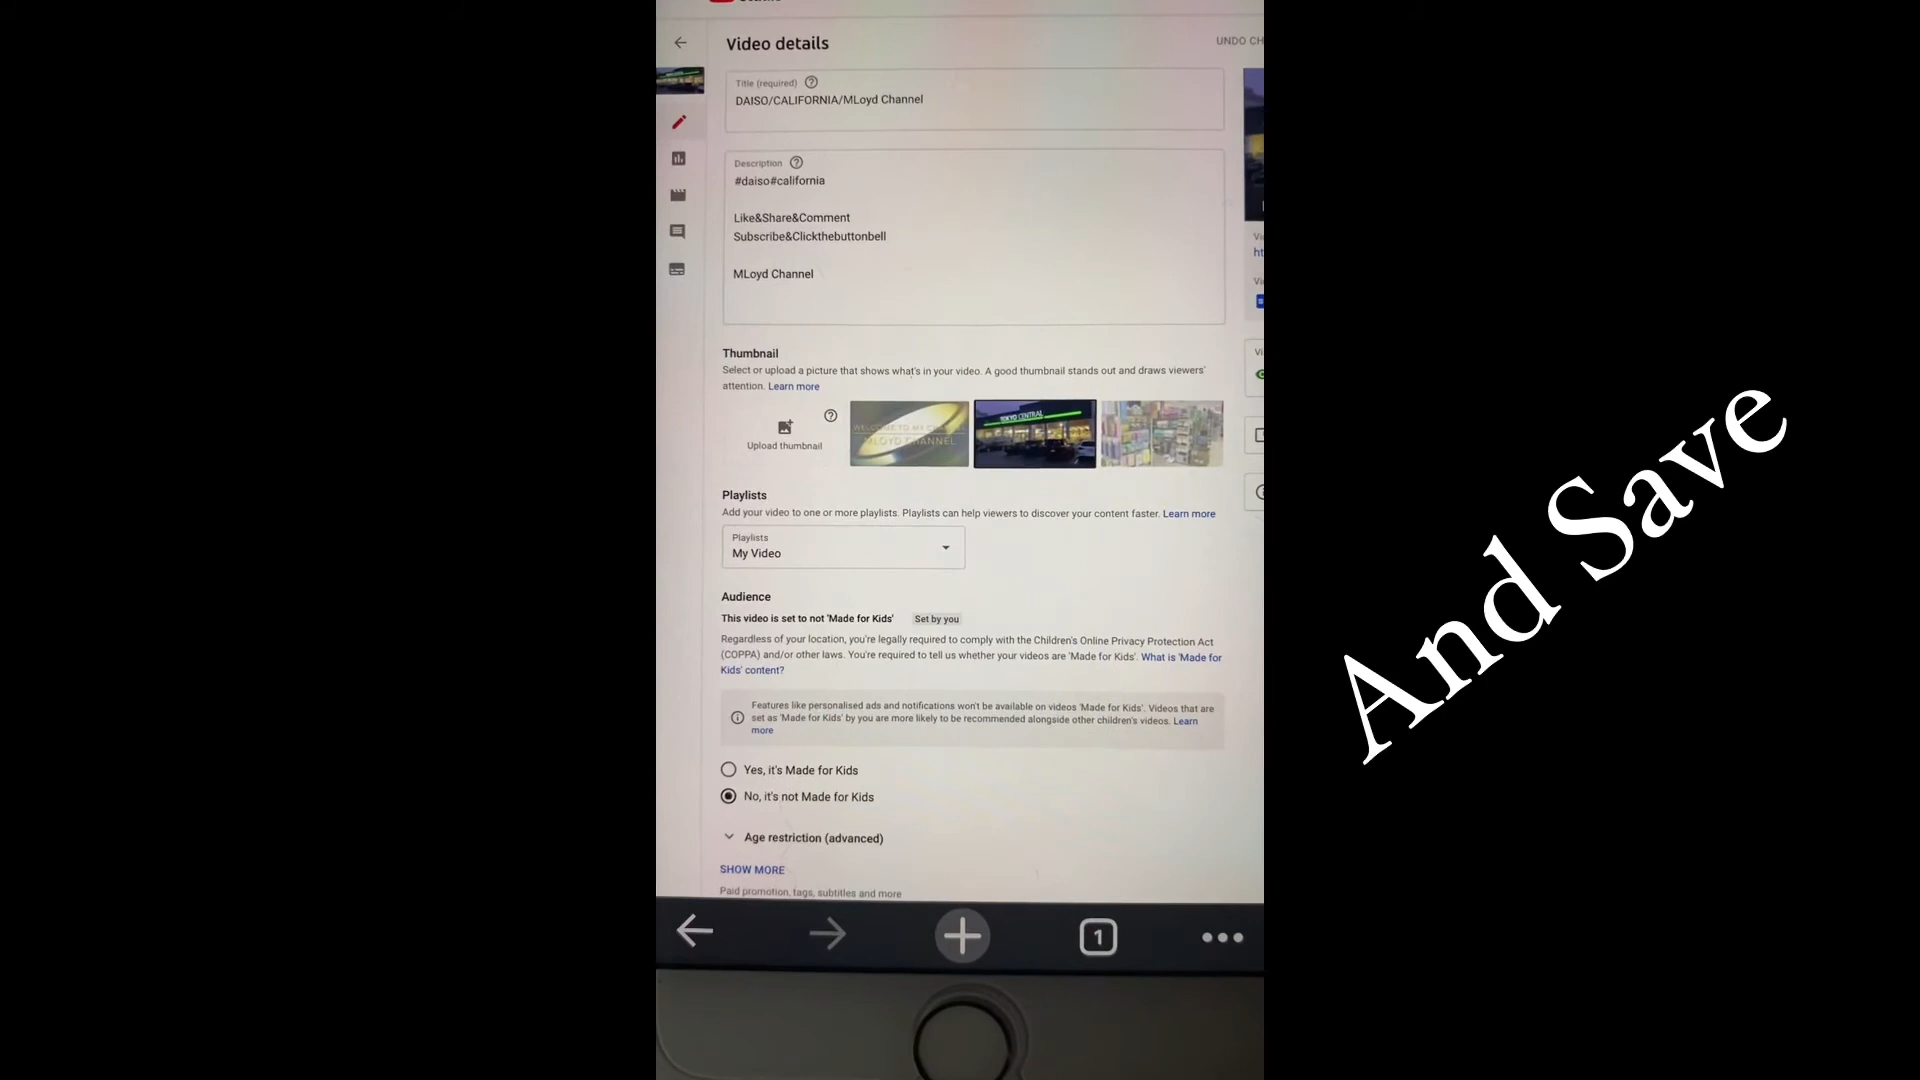 Video details
UNDO CH
Title (required)
DAISO/CALIFORNIA/MLoyd Channel
Description
#daiso#california
Like&Share&Comment
Subscribe&Clickthebuttonbell
MLoyd Channel
Thumbnail
Select or upload a picture that shows what's in your video. A good thumbnail stands out and draws viewers'
attention. Learn more
Upload thumbnail
WELCOME TO MY CHA
MLOYD CHANNEL
TOKYO CENTRAL
Playlists
Add your video to one or more playlists. Playlists can help viewers to discover your content faster. Learn more
Playlists
My Video
Audience
This video is set to not 'Made for Kids' Set by you
Regardless of your location, you're legally required to comply with the Children's Online Privacy Protection Act
(COPPA) and/or other laws. You're required to tell us whether your videos are 'Made for Kids'. What is 'Made for
Kids' content?
Features like personalised ads and notifications won't be available on videos 'Made for Kids'. Videos that are
set as 'Made for Kids' by you are more likely to be recommended alongside other children's videos. Learn
more
Yes, it's Made for Kids
No, it's not Made for Kids
Age restriction (advanced)
SHOW MORE
Paid promotion, tags, subtitles and more
1
And Save